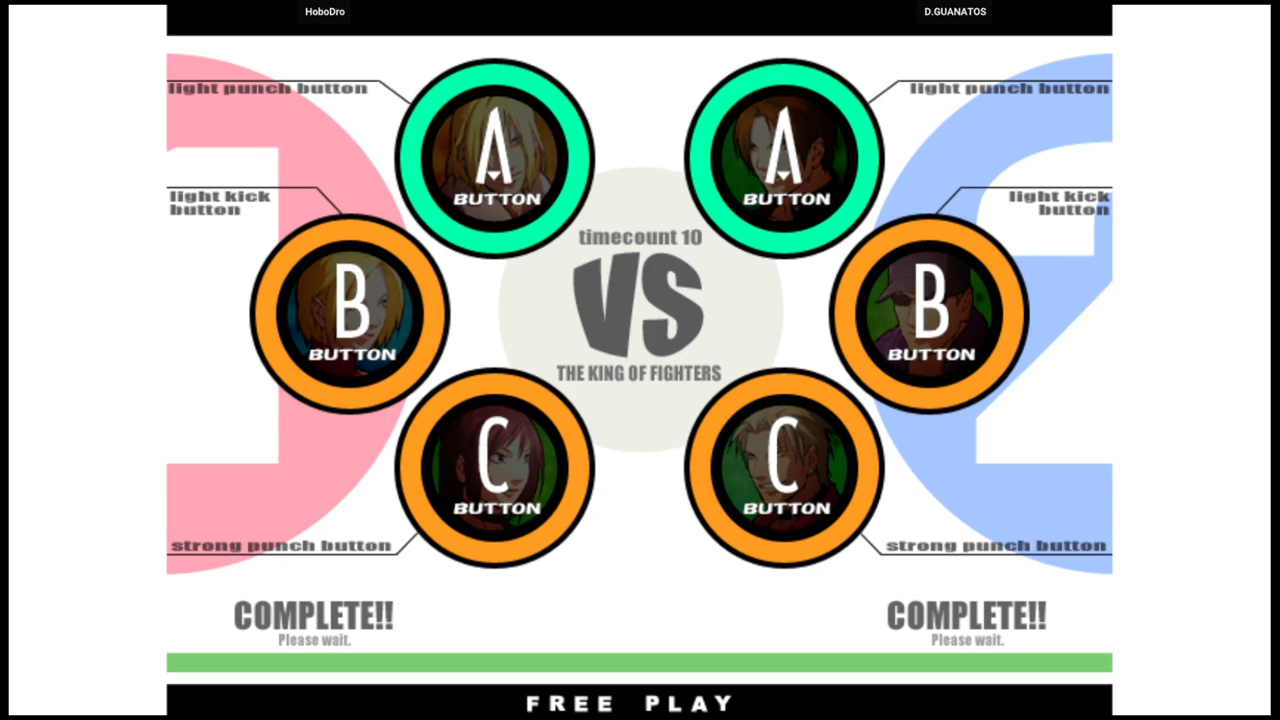 HoboDro
D.GUANATOS
light punch button
light punch button
A
BUTTON
A
BUTTON
light kick
button
light kick
button
timecount 10
VS
THE KING OF FIGHTERS
B
BUTTON
B
BUTTON
C
BUTTON
C
BUTTON
strong punch button
strong punch button
COMPLETE!!
Please wait.
COMPLETE!!
Please wait.
FREE PLAY